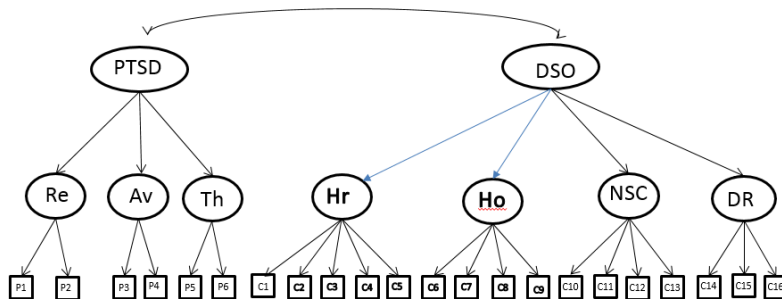 PTSD DSO
Re Av Th Hr Ho NSC DR
P1 P2 P3 P4 P5 P6 C1 C2 C3 C4 C5 C6 C7 C8 C9 C10 C11 C12 C13 C14 C15